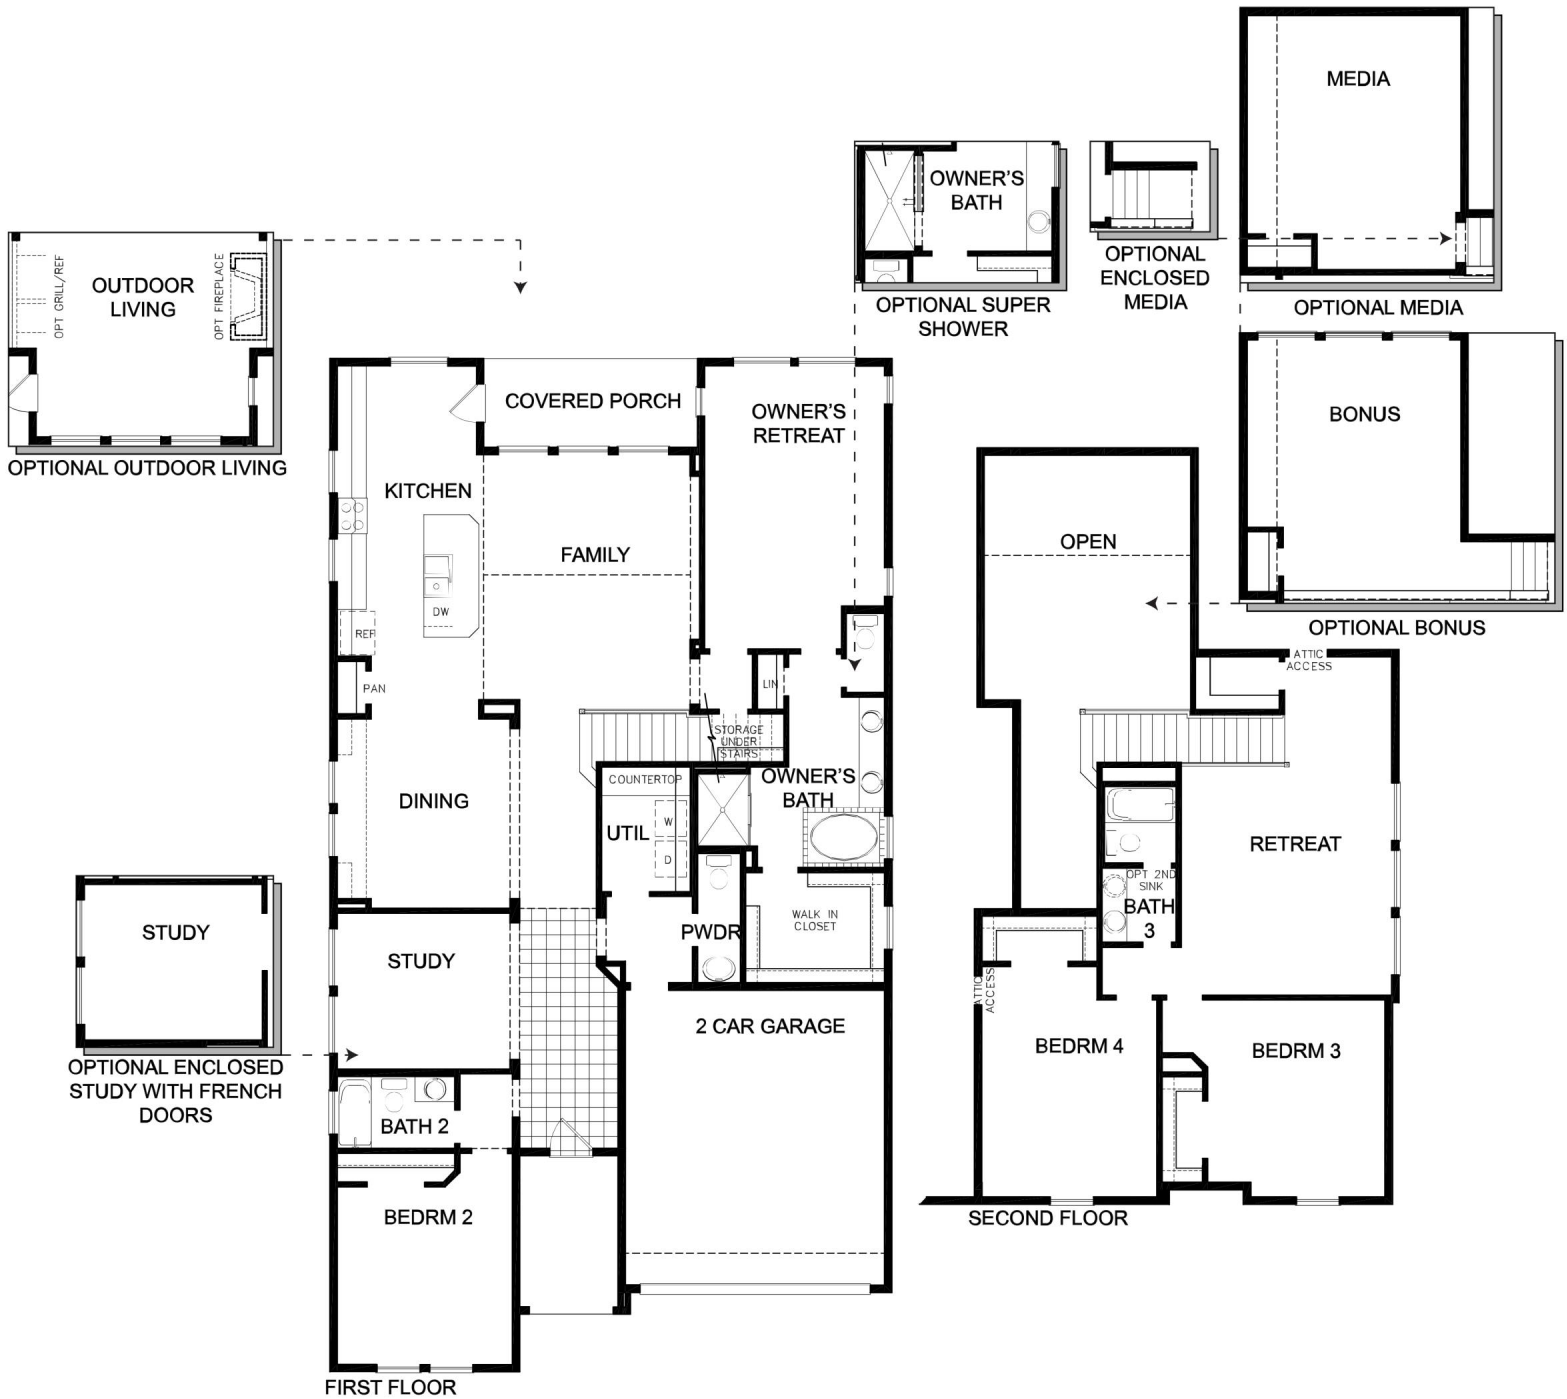 MEDIA
OPTIONAL MEDIA
OWNER'S
BATH
OPTIONAL SUPER
SHOWER
OPTIONAL
ENCLOSED
MEDIA
OUTDOOR
LIVING
OPT GRILL/REF
OPT FIREPLACE
OPTIONAL OUTDOOR LIVING
BONUS
OPTIONAL BONUS
COVERED PORCH
OWNER'S
RETREAT
KITCHEN
FAMILY
DW
REF
PAN
LIN
STORAGE
UNDER
STAIRS
COUNTERTOP
OWNER'S
BATH
DINING
UTIL
W
D
PWDR
WALK IN
CLOSET
STUDY
2 CAR GARAGE
BATH 2
BEDRM 2
FIRST FLOOR
STUDY
OPTIONAL ENCLOSED
STUDY WITH FRENCH
DOORS
OPEN
ATTIC
ACCESS
RETREAT
OPT 2ND
SINK
BATH
3
ATTIC
ACCESS
BEDRM 4
BEDRM 3
SECOND FLOOR